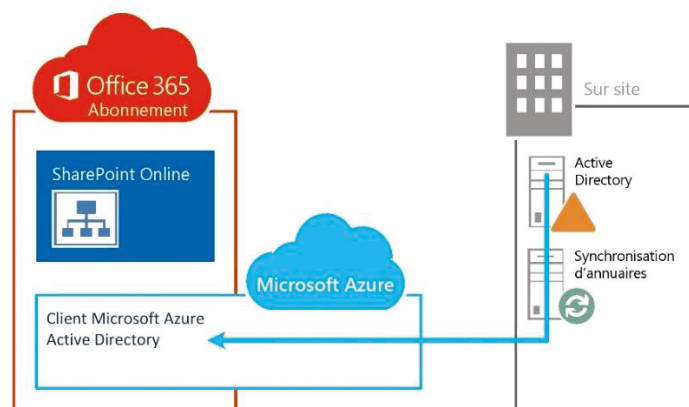 Office 365
Abonnement
Sur site
SharePoint Online
Active
Directory
Synchronisation
d'annuaires
Microsoft Azure
Client Microsoft Azure
Active Directory